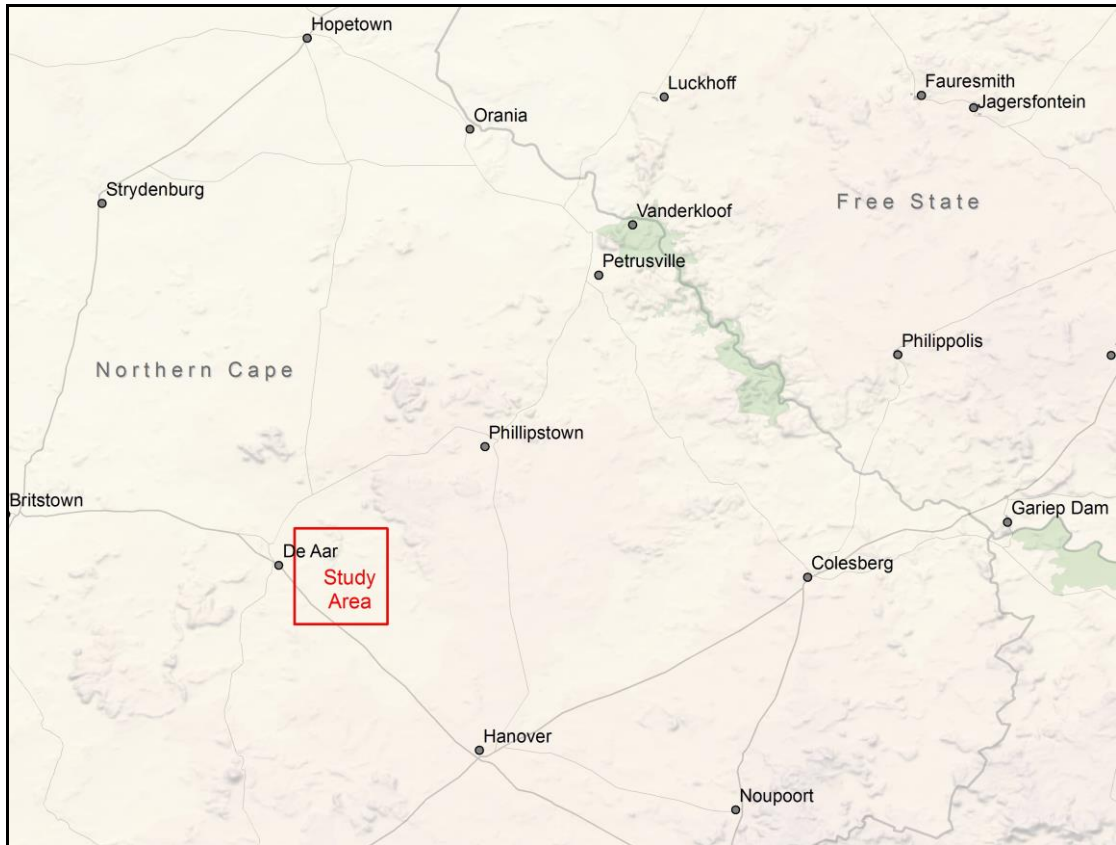 Hopetown
Luckhoff
Fauresmith
Jagersfontein
Orania
Strydenburg
Free State
Vanderkloof
Petrusville
Philippolis
Northern Cape
Phillipstown
Britstown
Gariep Dam
De Aar
Study
Area
Colesberg
Hanover
Noupoort